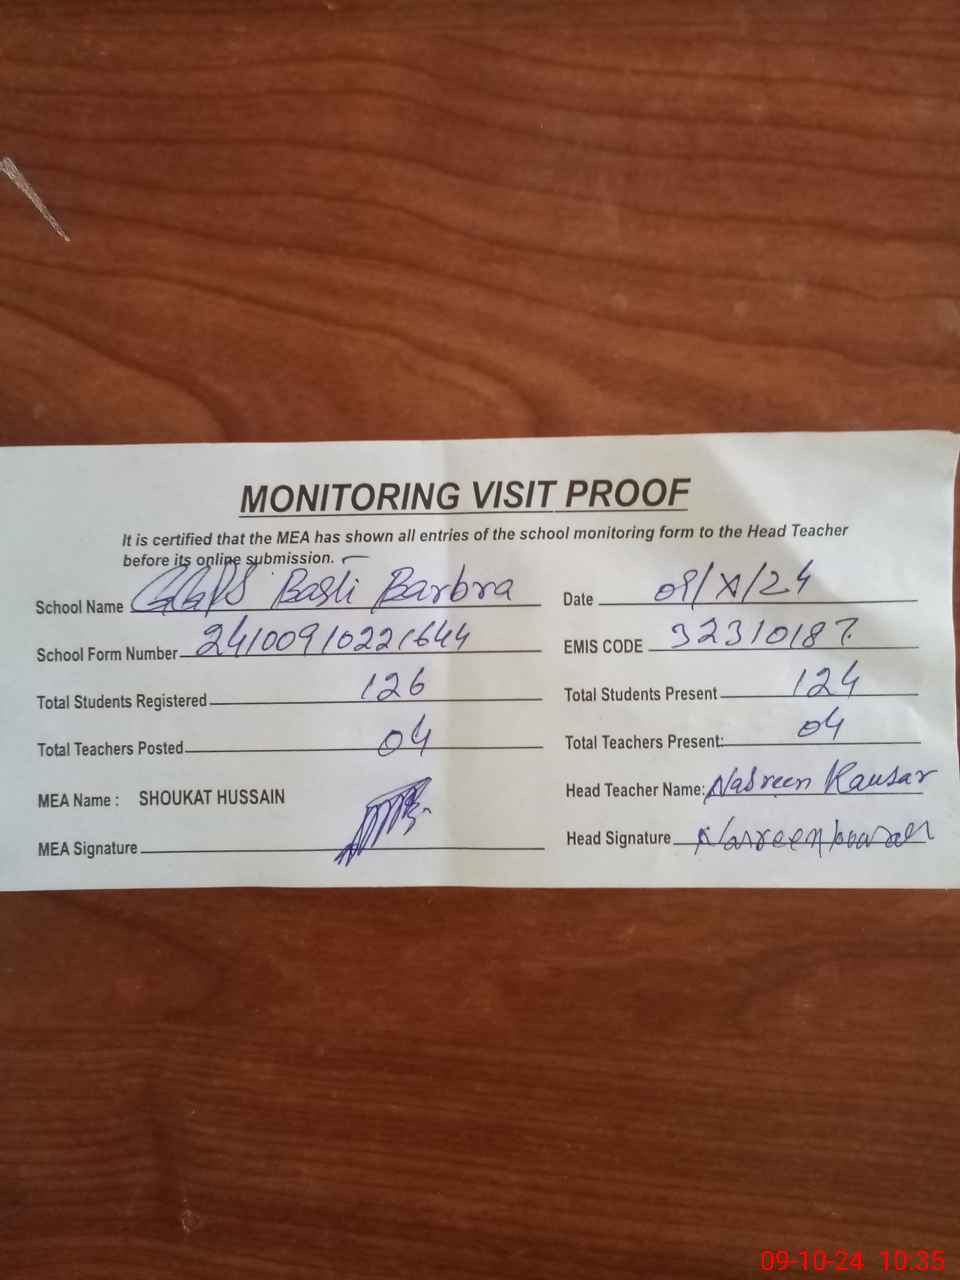 MONITORING VISIT PROOF
It is certified that the MEA has shown all entries of the school monitoring form to the Head Teacher
before its online submission.
School Name GGPS Basti Barbra Date 09/X/24
School Form Number 24100910221644 EMIS CODE 32310187
Total Students Registered 126 Total Students Present 124
Total Teachers Posted 04 Total Teachers Present: 04
MEA Name : SHOUKAT HUSSAIN Head Teacher Name: Nasreen Kausar
MEA Signature Head Signature Nasreen
09-10-24 10:35